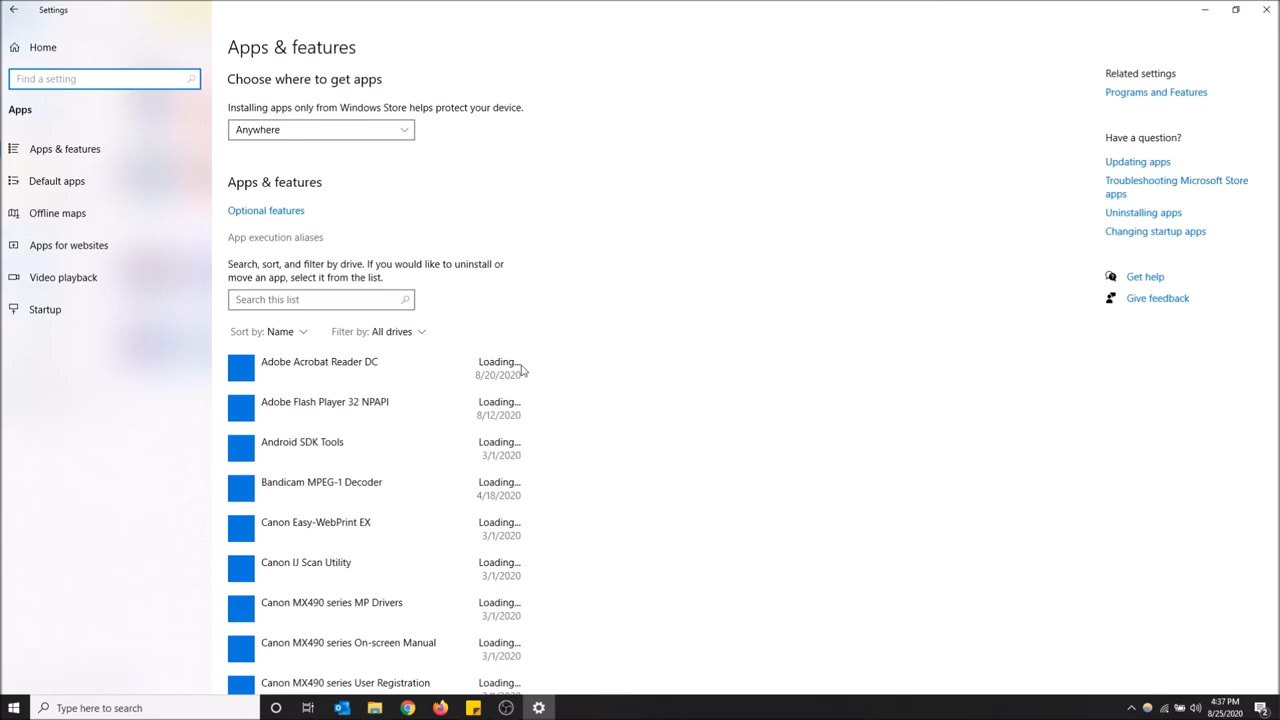 Settings
Home
Find a setting
Apps
Apps & features
Default apps
Offline maps
Apps for websites
Video playback
Startup
Apps & features
Choose where to get apps
Installing apps only from Windows Store helps protect your device.
Anywhere
Apps & features
Optional features
App execution aliases
Search, sort, and filter by drive. If you would like to uninstall or
move an app, select it from the list.
Search this list
Sort by: Name
Filter by: All drives
Adobe Acrobat Reader DC
Loading...
8/20/2020
Adobe Flash Player 32 NPAPI
Loading...
8/12/2020
Android SDK Tools
Loading...
3/1/2020
Bandicam MPEG-1 Decoder
Loading...
4/18/2020
Canon Easy-WebPrint EX
Loading...
3/1/2020
Canon IJ Scan Utility
Loading...
3/1/2020
Canon MX490 series MP Drivers
Loading...
3/1/2020
Canon MX490 series On-screen Manual
Loading...
3/1/2020
Canon MX490 series User Registration
Loading...
Related settings
Programs and Features
Have a question?
Updating apps
Troubleshooting Microsoft Store
apps
Uninstalling apps
Changing startup apps
Get help
Give feedback
Type here to search
4:37 PM
8/25/2020
2